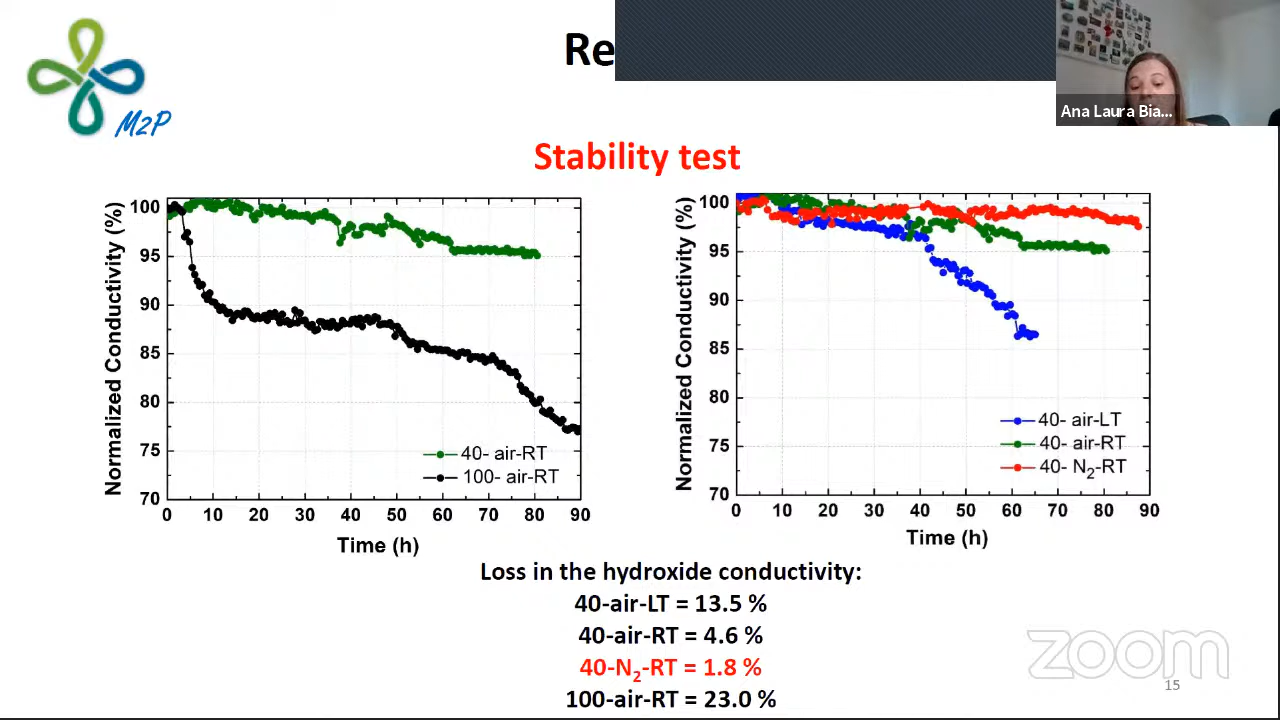 Re
Ana Laura Bia...
M2P
Stability test
Normalized Conductivity (%)
100
95
90
85
80
75
70
0 10 20 30 40 50 60 70 80 90
Time (h)
40- air-RT
100- air-RT
Normalized Conductivity (%)
100
95
90
85
80
75
70
0 10 20 30 40 50 60 70 80 90
Time (h)
40- air-LT
40- air-RT
40- N₂-RT
Loss in the hydroxide conductivity:
40-air-LT = 13.5 %
40-air-RT = 4.6 %
40-N₂-RT = 1.8 %
100-air-RT = 23.0 %
zoom
15